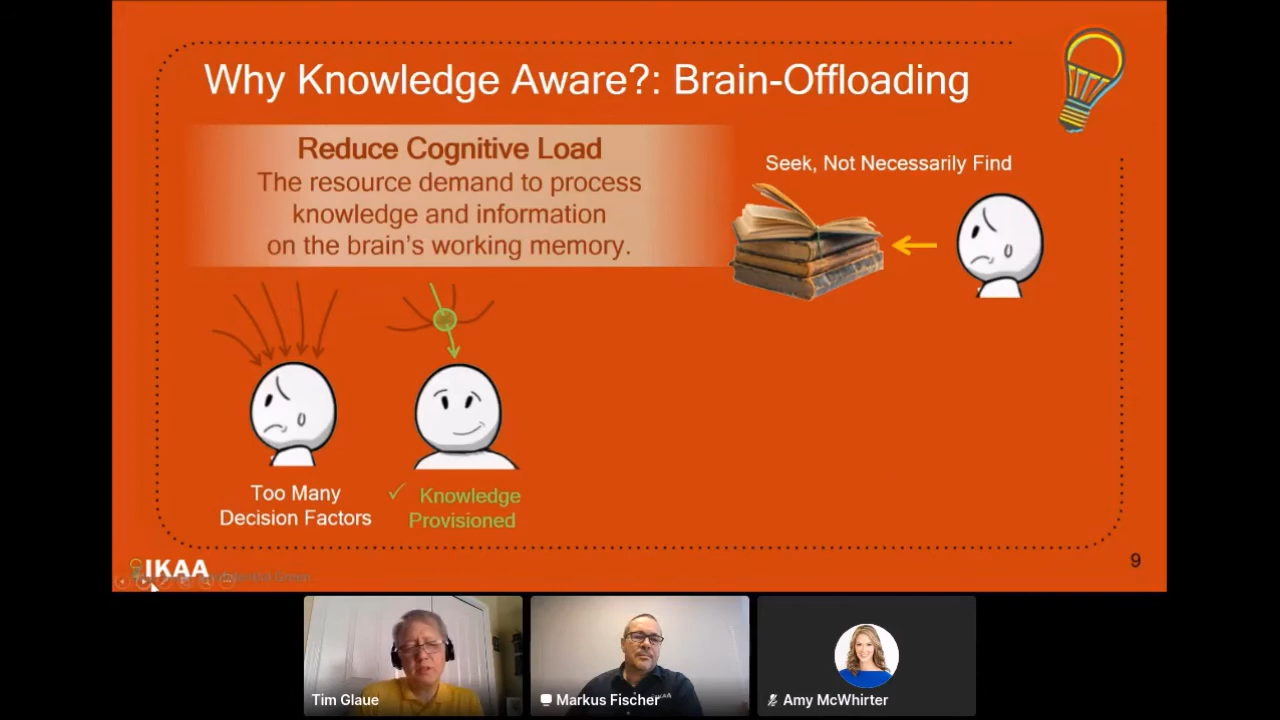 Why Knowledge Aware?: Brain-Offloading
Reduce Cognitive Load
The resource demand to process
knowledge and information
on the brain's working memory.
Seek, Not Necessarily Find
Too Many
Decision Factors
✓ Knowledge
Provisioned
IKAA
9
Tim Glaue
Markus Fischer
Amy McWhirter